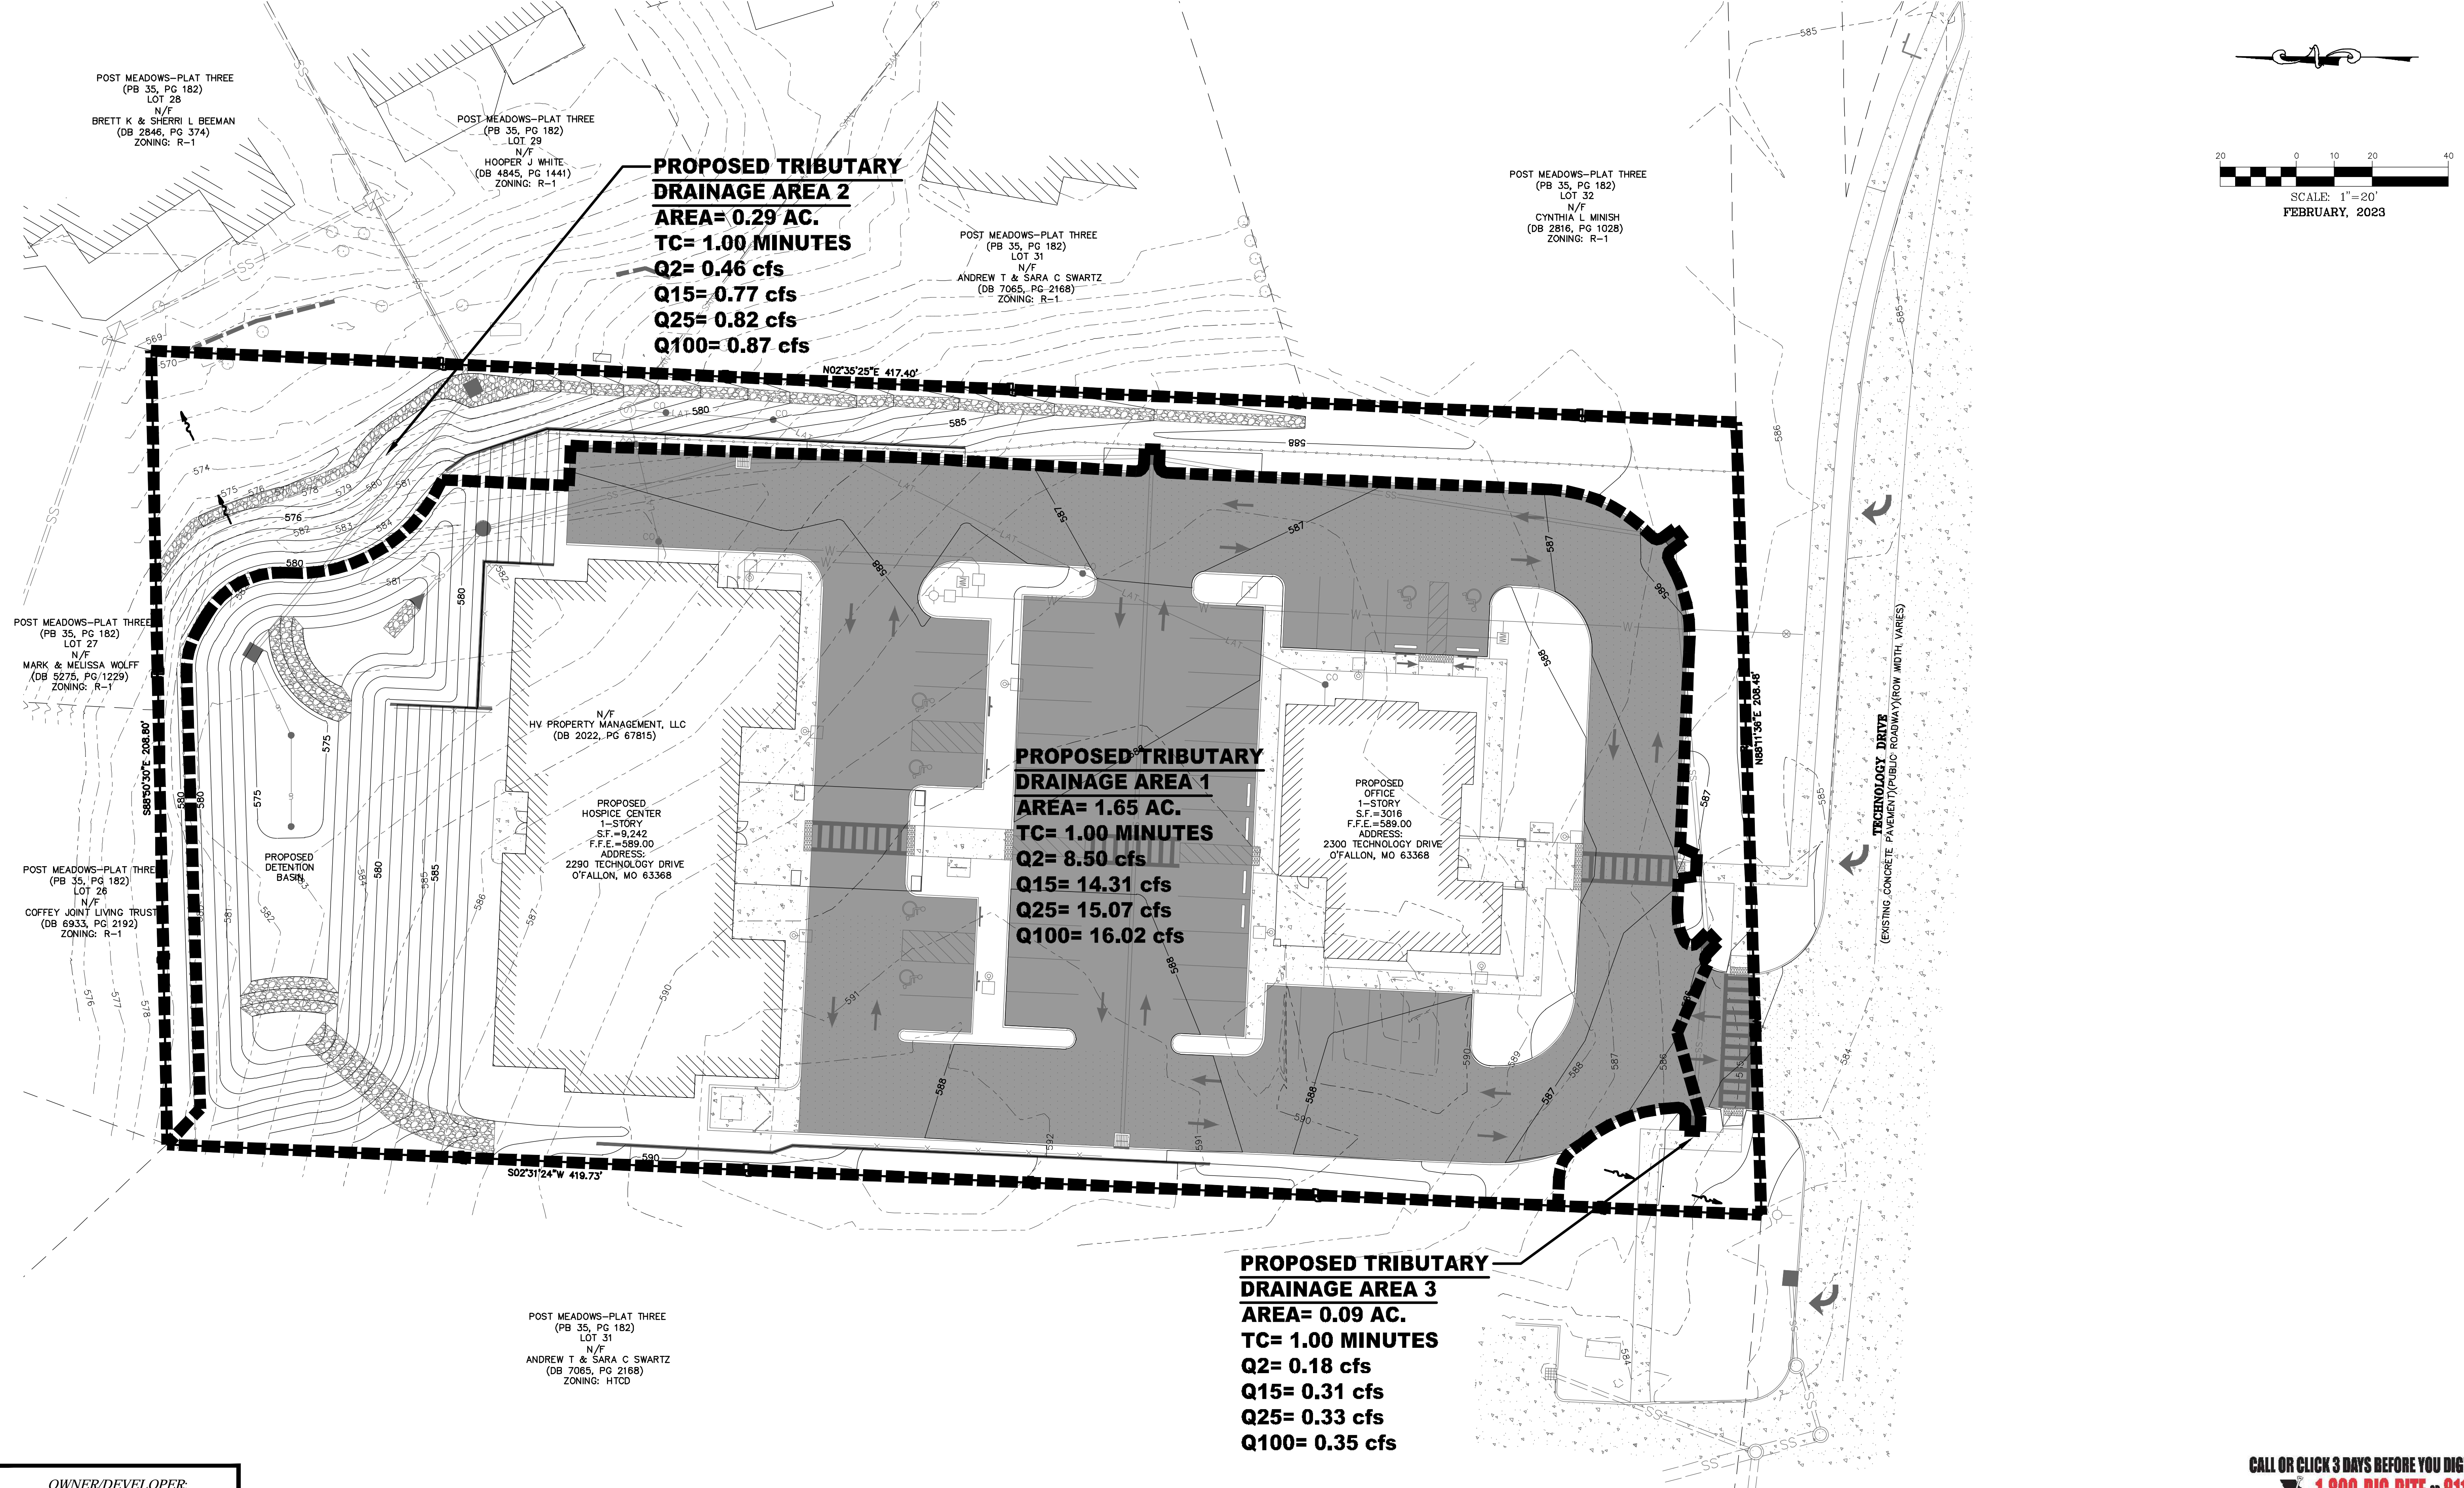 POST MEADOWS-PLAT THREE
(PB 35, PG 182)
LOT 28
N/F
BRETT K & SHERRI L BEEMAN
(DB 2846, PG 374)
ZONING: R-1
POST MEADOWS-PLAT THREE
(PB 35, PG 182)
LOT 29
N/F
HOOPER J WHITE
(DB 4845, PG 1441)
ZONING: R-1
PROPOSED TRIBUTARY
DRAINAGE AREA 2
AREA= 0.29 AC.
TC= 1.00 MINUTES
Q2= 0.46 cfs
Q15= 0.77 cfs
Q25= 0.82 cfs
Q100= 0.87 cfs
POST MEADOWS-PLAT THREE
(PB 35, PG 182)
LOT 31
N/F
ANDREW T & SARA C SWARTZ
(DB 7065, PG 2168)
ZONING: R-1
POST MEADOWS-PLAT THREE
(PB 35, PG 182)
LOT 32
N/F
CYNTHIA L MINISH
(DB 2816, PG 1028)
ZONING: R-1
20 0 10 20 40
SCALE: 1"=20'
FEBRUARY, 2023
N02°35'25"E 417.40'
POST MEADOWS-PLAT THREE
(PB 35, PG 182)
LOT 27
N/F
MARK & MELISSA WOLFF
(DB 5275, PG 1229)
ZONING: R-1
S88°50'30"E 208.80'
POST MEADOWS-PLAT THREE
(PB 35, PG 182)
LOT 26
N/F
COFFEY JOINT LIVING TRUST
(DB 6933, PG 2192)
ZONING: R-1
PROPOSED
DETENTION
BASIN
N/F
HV PROPERTY MANAGEMENT, LLC
(DB 2022, PG 67815)
PROPOSED
HOSPICE CENTER
1-STORY
S.F.=9,242
F.F.E.=589.00
ADDRESS:
2290 TECHNOLOGY DRIVE
O'FALLON, MO 63368
PROPOSED TRIBUTARY
DRAINAGE AREA 1
AREA= 1.65 AC.
TC= 1.00 MINUTES
Q2= 8.50 cfs
Q15= 14.31 cfs
Q25= 15.07 cfs
Q100= 16.02 cfs
PROPOSED
OFFICE
1-STORY
S.F.=3016
F.F.E.=589.00
ADDRESS:
2300 TECHNOLOGY DRIVE
O'FALLON, MO 63368
N88°11'36"E 208.48'
TECHNOLOGY DRIVE
(EXISTING CONCRETE PAVEMENT)(PUBLIC ROADWAY)(ROW WIDTH VARIES)
S02°31'24"W 419.73'
PROPOSED TRIBUTARY
DRAINAGE AREA 3
AREA= 0.09 AC.
TC= 1.00 MINUTES
Q2= 0.18 cfs
Q15= 0.31 cfs
Q25= 0.33 cfs
Q100= 0.35 cfs
POST MEADOWS-PLAT THREE
(PB 35, PG 182)
LOT 31
N/F
ANDREW T & SARA C SWARTZ
(DB 7065, PG 2168)
ZONING: HTCD
OWNER/DEVELOPER:
CALL OR CLICK 3 DAYS BEFORE YOU DIG
1-800-DIG-RITE or 811